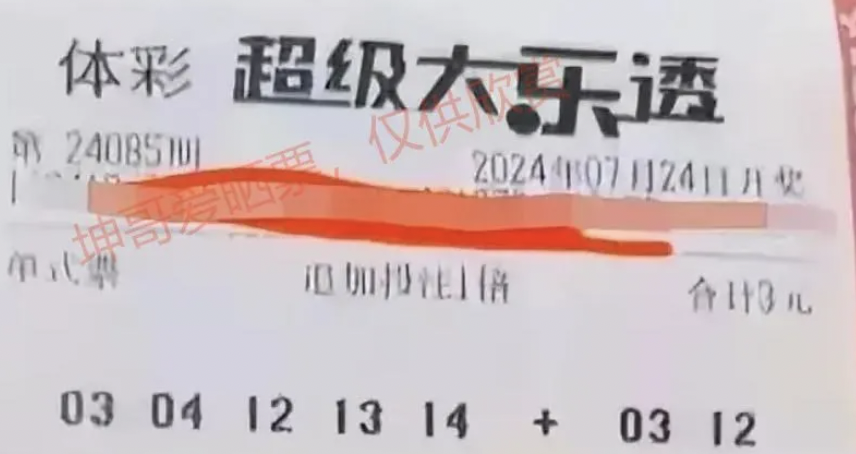 体彩 超级大乐透
第 24085期
2024年07月24日开奖
坤哥爱晒票,仅供欣赏
单式票 追加投注1倍 合计3元
03 04 12 13 14 + 03 12